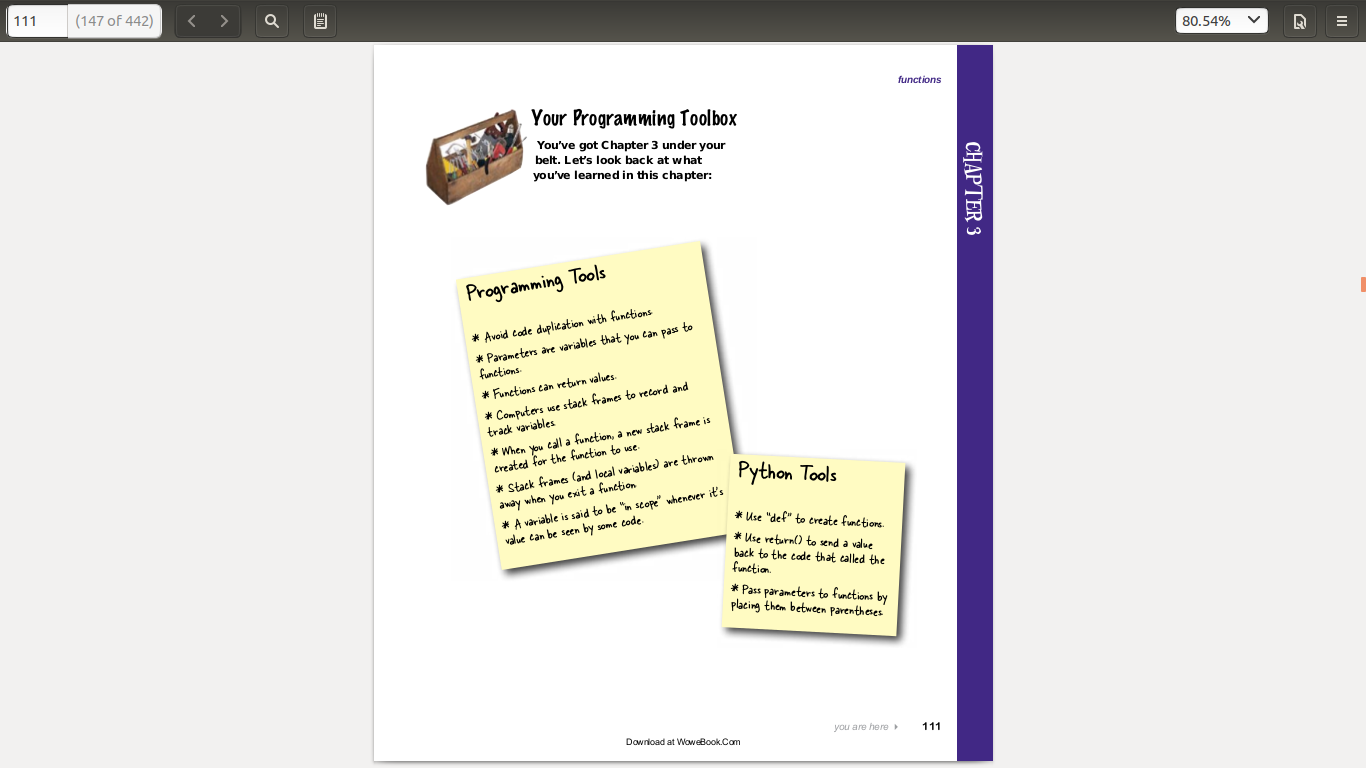 111 (147 of 442) 80.54%
functions
Your Programming Toolbox
You've got Chapter 3 under your
belt. Let's look back at what
you've learned in this chapter:
CHAPTER 3
Programming Tools
* Avoid code duplication with functions.
* Parameters are variables that you can pass to
functions.
* Functions can return values.
* Computers use stack frames to record and
track variables.
* When you call a function, a new stack frame is
created for the function to use.
* Stack frames (and local variables) are thrown
away when you exit a function.
* A variable is said to be "in scope" whenever it's
value can be seen by some code.
Python Tools
* Use "def" to create functions.
* Use return() to send a value
back to the code that called the
function.
* Pass parameters to functions by
placing them between parentheses.
you are here 111
Download at WoweBook.Com